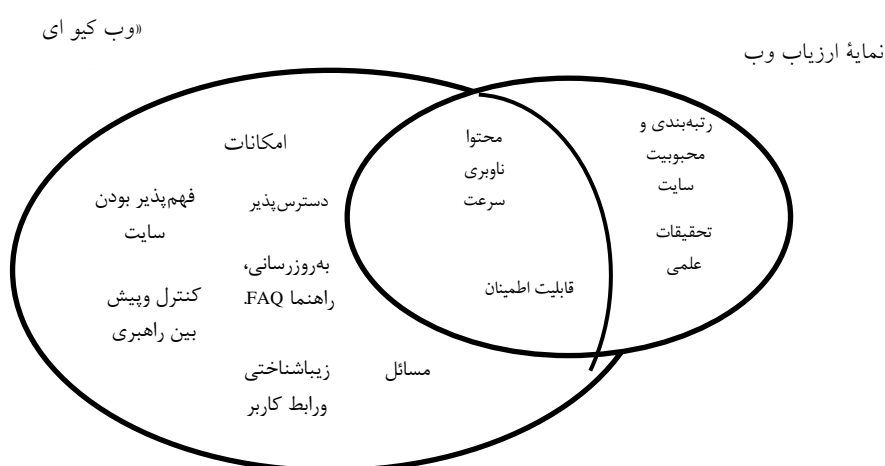 «وب کیو ای
نمایهٔ ارزیاب وب
رتبه‌بندی و
محبوبیت
سایت
تحقیقات
علمی
محتوا
ناوبری
سرعت
قابلیت اطمینان
امکانات
دسترس‌پذیر
فهم‌پذیر بودن
سایت
به‌روزرسانی،
راهنما FAQ.
کنترل وپیش
بین راهبری
مسائل
زیباشناختی
ورابط کاربر